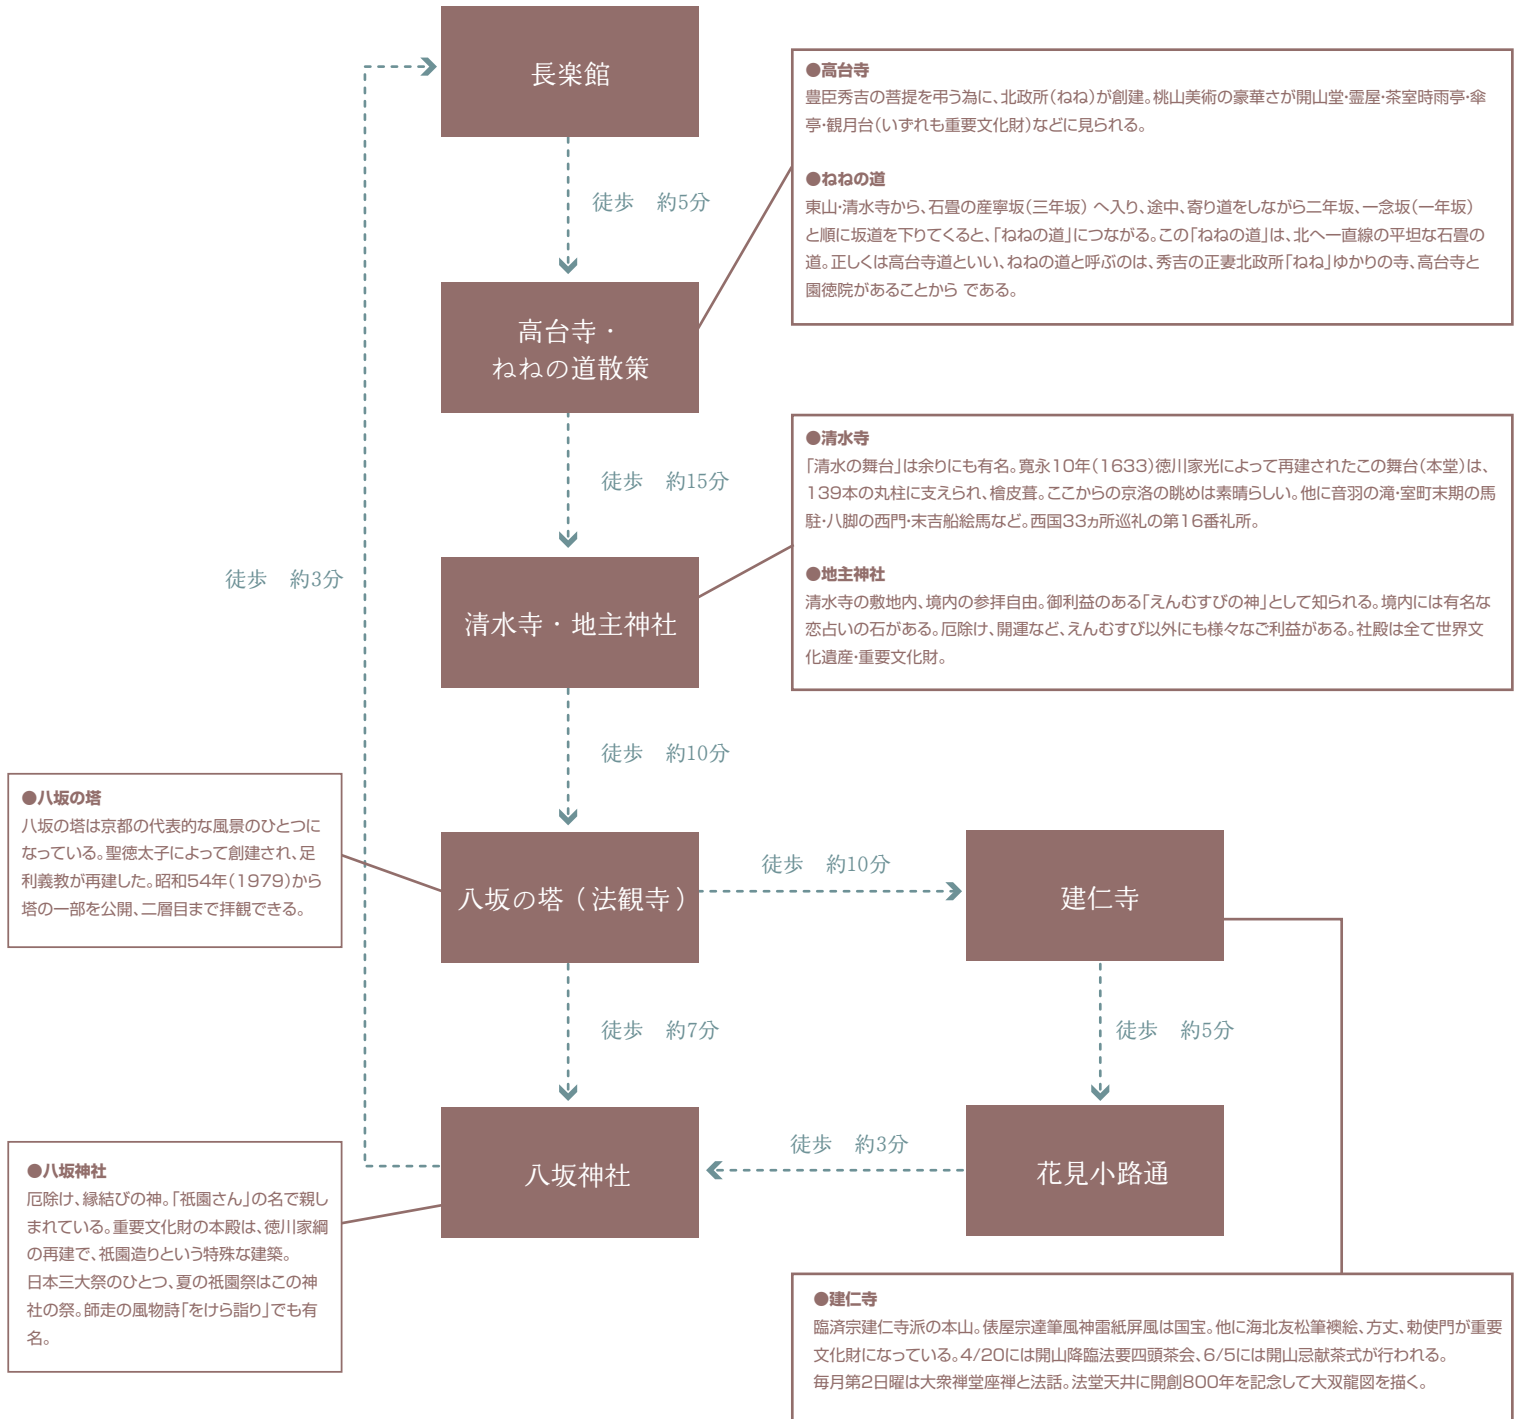 長楽館
徒歩　約5分
●高台寺
豊臣秀吉の菩提を弔う為に、北政所（ねね）が創建。桃山美術の豪華さが開山堂・霊屋・茶室時雨亭・傘
亭・観月台（いずれも重要文化財）などに見られる。
●ねねの道
東山・清水寺から、石畳の産寧坂（三年坂） へ入り、途中、寄り道をしながら二年坂、一念坂（一年坂）
と順に坂道を下りてくると、「ねねの道」につながる。この「ねねの道」は、北へ一直線の平坦な石畳の
道。正しくは高台寺道といい、ねねの道と呼ぶのは、秀吉の正妻北政所「ねね」ゆかりの寺、高台寺と
圓徳院があることから である。
高台寺・
ねねの道散策
徒歩　約15分
●清水寺
「清水の舞台」は余りにも有名。寛永10年（1633）徳川家光によって再建されたこの舞台（本堂）は、
139本の丸柱に支えられ、檜皮葺。ここからの京洛の眺めは素晴らしい。他に音羽の滝・室町末期の馬
駐・八脚の西門・末吉船絵馬など。西国33ヵ所巡礼の第16番礼所。
●地主神社
清水寺の敷地内、境内の参拝自由。御利益のある「えんむすびの神」として知られる。境内には有名な
恋占いの石がある。厄除け、開運など、えんむすび以外にも様々なご利益がある。社殿は全て世界文
化遺産・重要文化財。
徒歩　約3分
清水寺・地主神社
徒歩　約10分
●八坂の塔
八坂の塔は京都の代表的な風景のひとつに
なっている。聖徳太子によって創建され、足
利義教が再建した。昭和54年（1979）から
塔の一部を公開、二層目まで拝観できる。
八坂の塔（法観寺）
徒歩　約10分
建仁寺
徒歩　約7分
徒歩　約5分
●八坂神社
厄除け、縁結びの神。「祇園さん」の名で親し
まれている。重要文化財の本殿は、徳川家綱
の再建で、祇園造りという特殊な建築。
日本三大祭のひとつ、夏の祇園祭はこの神
社の祭。師走の風物詩「をけら詣り」でも有
名。
八坂神社
徒歩　約3分
花見小路通
●建仁寺
臨済宗建仁寺派の本山。俵屋宗達筆風神雷紙屏風は国宝。他に海北友松筆襖絵、方丈、勅使門が重要
文化財になっている。4/20には開山降臨法要四頭茶会、6/5には開山忌献茶式が行われる。
毎月第2日曜は大衆禅堂座禅と法話。法堂天井に開創800年を記念して大双龍図を描く。